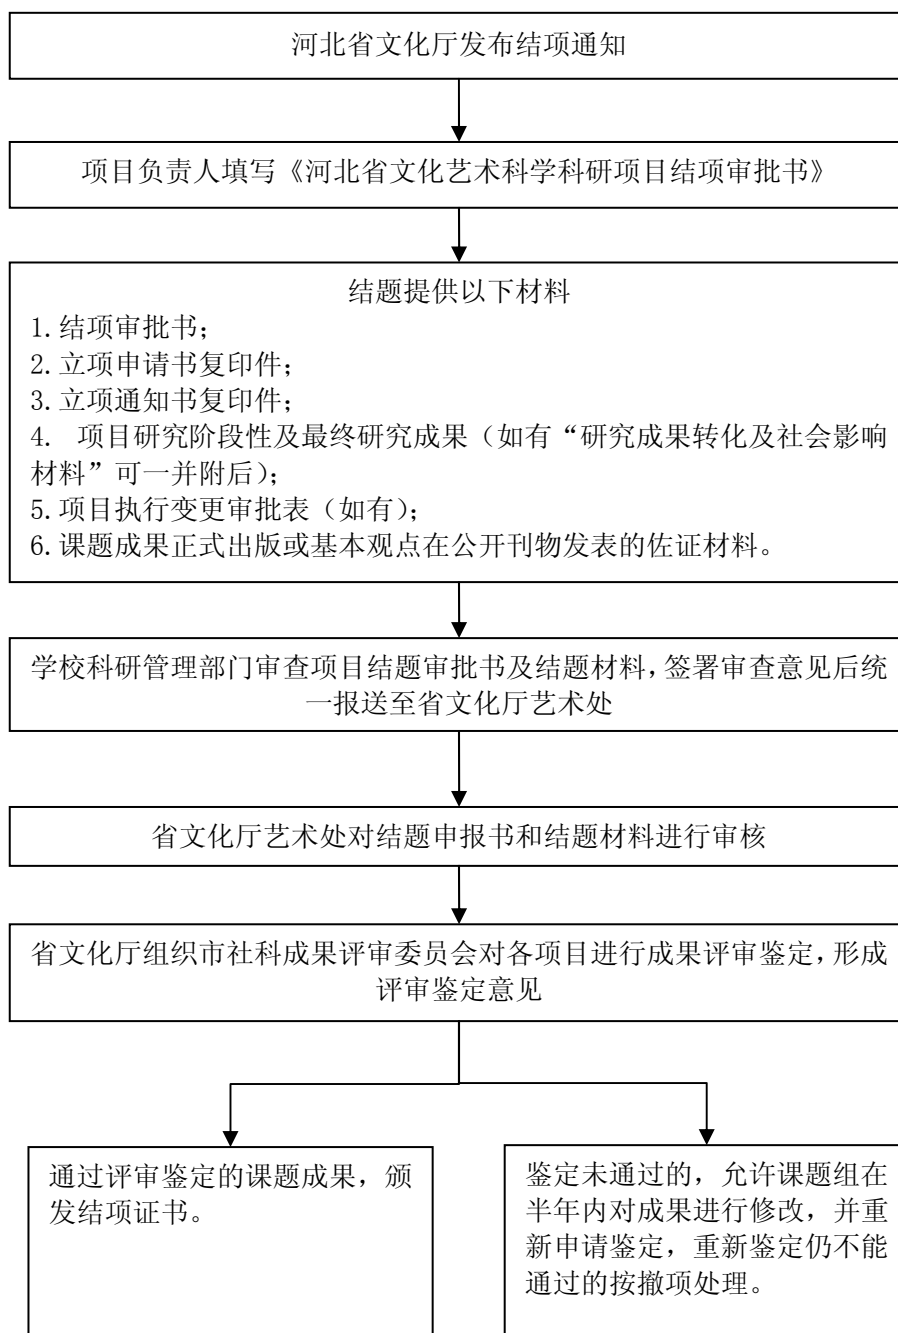 河北省文化厅发布结项通知
项目负责人填写《河北省文化艺术科学科研项目结项审批书》
结题提供以下材料
1.结项审批书；
2.立项申请书复印件；
3.立项通知书复印件；
4. 项目研究阶段性及最终研究成果（如有“研究成果转化及社会影响
材料”可一并附后）；
5.项目执行变更审批表（如有）；
6.课题成果正式出版或基本观点在公开刊物发表的佐证材料。
学校科研管理部门审查项目结题审批书及结题材料，签署审查意见后统
一报送至省文化厅艺术处
省文化厅艺术处对结题申报书和结题材料进行审核
省文化厅组织市社科成果评审委员会对各项目进行成果评审鉴定，形成
评审鉴定意见
通过评审鉴定的课题成果，颁
发结项证书。
鉴定未通过的，允许课题组在
半年内对成果进行修改，并重
新申请鉴定，重新鉴定仍不能
通过的按撤项处理。